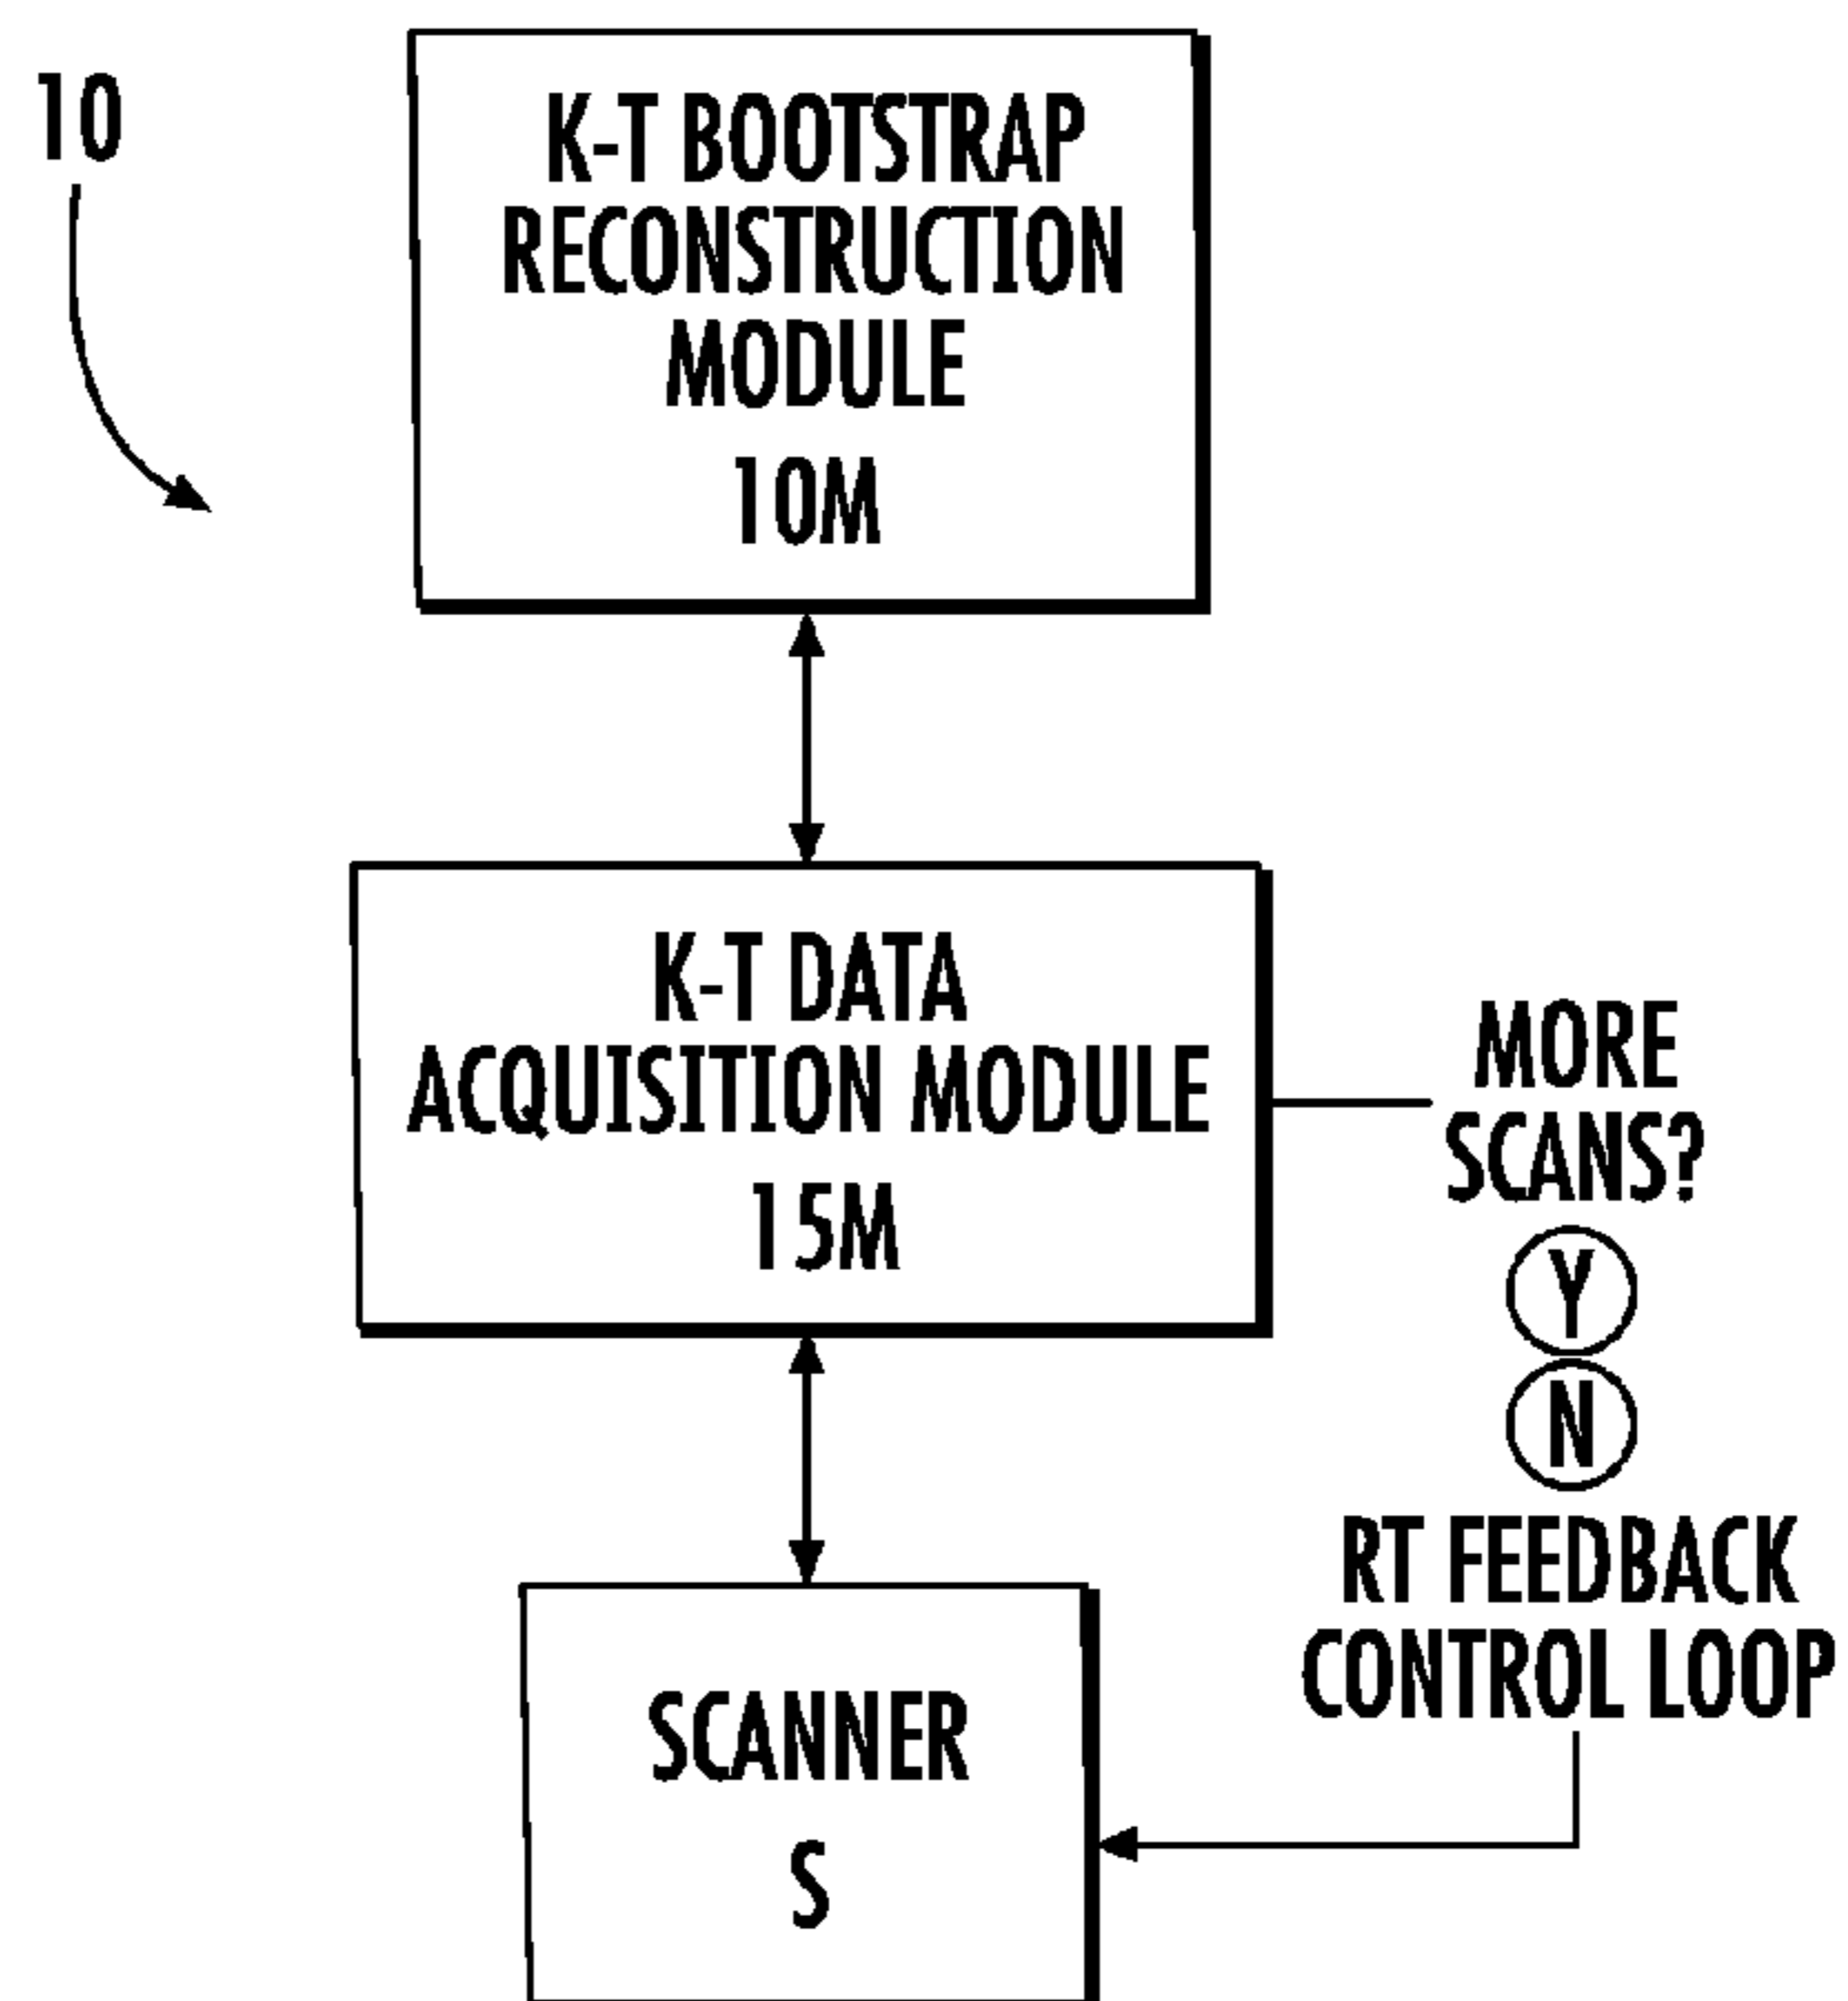 10
K-T BOOTSTRAP
RECONSTRUCTION
MODULE
10M
K-T DATA
ACQUISITION MODULE
15M
MORE
SCANS?
Y
N
RT FEEDBACK
CONTROL LOOP
SCANNER
S